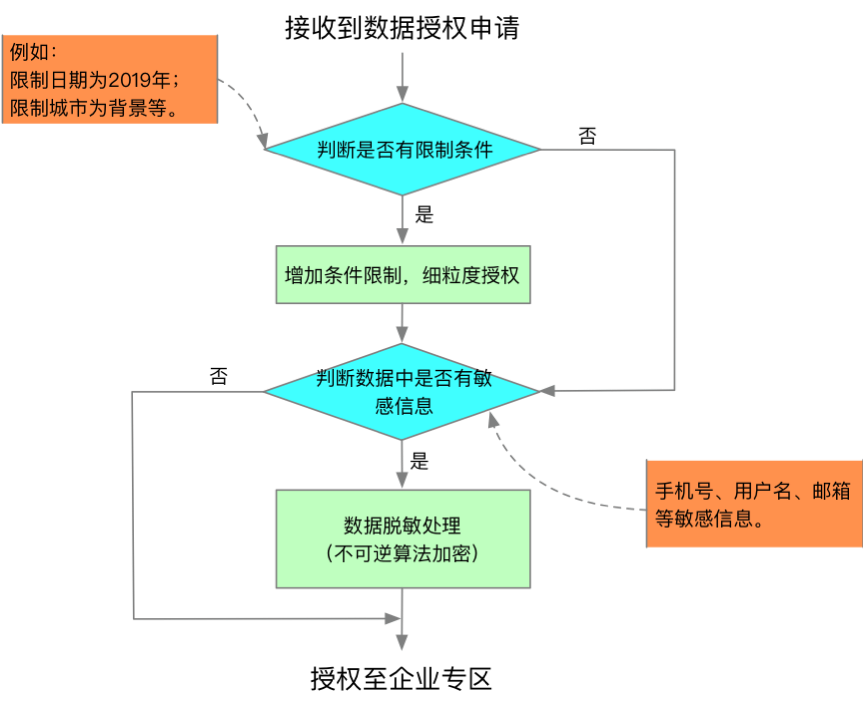 接收到数据授权申请
例如：
限制日期为2019年；
限制城市为背景等。
判断是否有限制条件
否
是
增加条件限制，细粒度授权
否
判断数据中是否有敏
感信息
是
手机号、用户名、邮箱
等敏感信息。
数据脱敏处理
（不可逆算法加密）
授权至企业专区